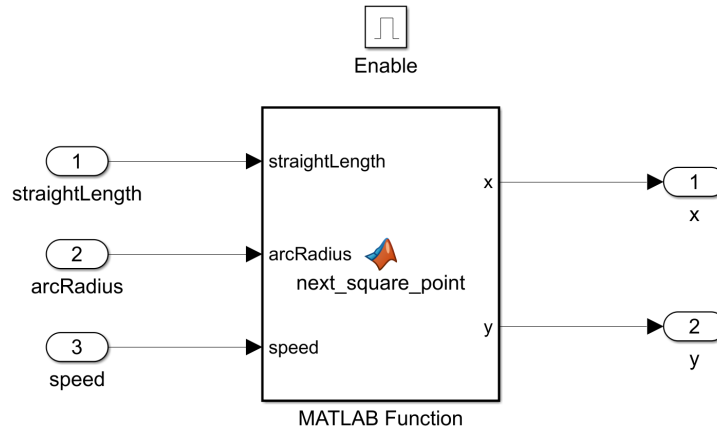 Enable
1
straightLength
straightLength
x
1
x
2
arcRadius
arcRadius
next_square_point
3
speed
speed
y
2
y
MATLAB Function